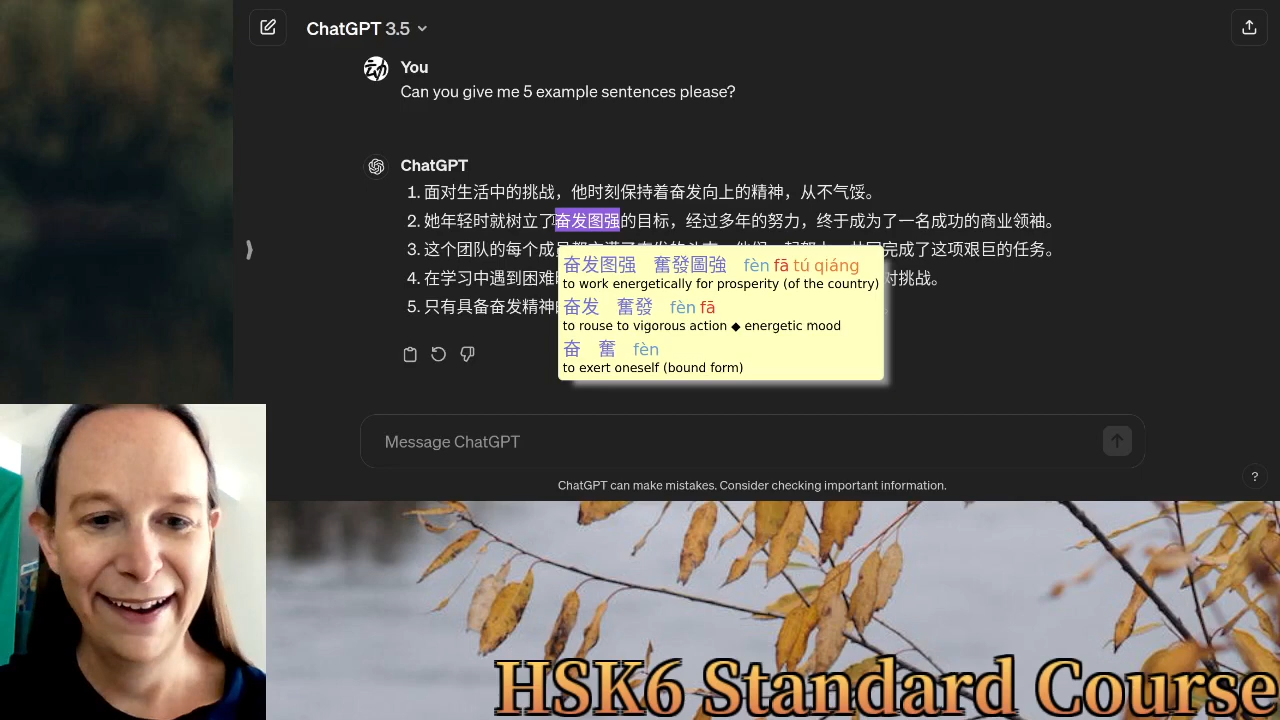 ChatGPT 3.5
You
Can you give me 5 example sentences please?
ChatGPT
1. 面对生活中的挑战，他时刻保持着奋发向上的精神，从不气馁。
2. 她年轻时就树立了奋发图强的目标，经过多年的努力，终于成为了一名成功的商业领袖。
3. 这个团队的每个成 完成了这项艰巨的任务。
4. 在学习中遇到困难 对挑战。
5. 只有具备奋发精神
奋发图强 奮發圖強 fèn fā tú qiáng
to work energetically for prosperity (of the country)
奋发 奮發 fèn fā
to rouse to vigorous action ◆ energetic mood
奋 奮 fèn
to exert oneself (bound form)
Message ChatGPT
?
ChatGPT can make mistakes. Consider checking important information.
HSK6 Standard Course